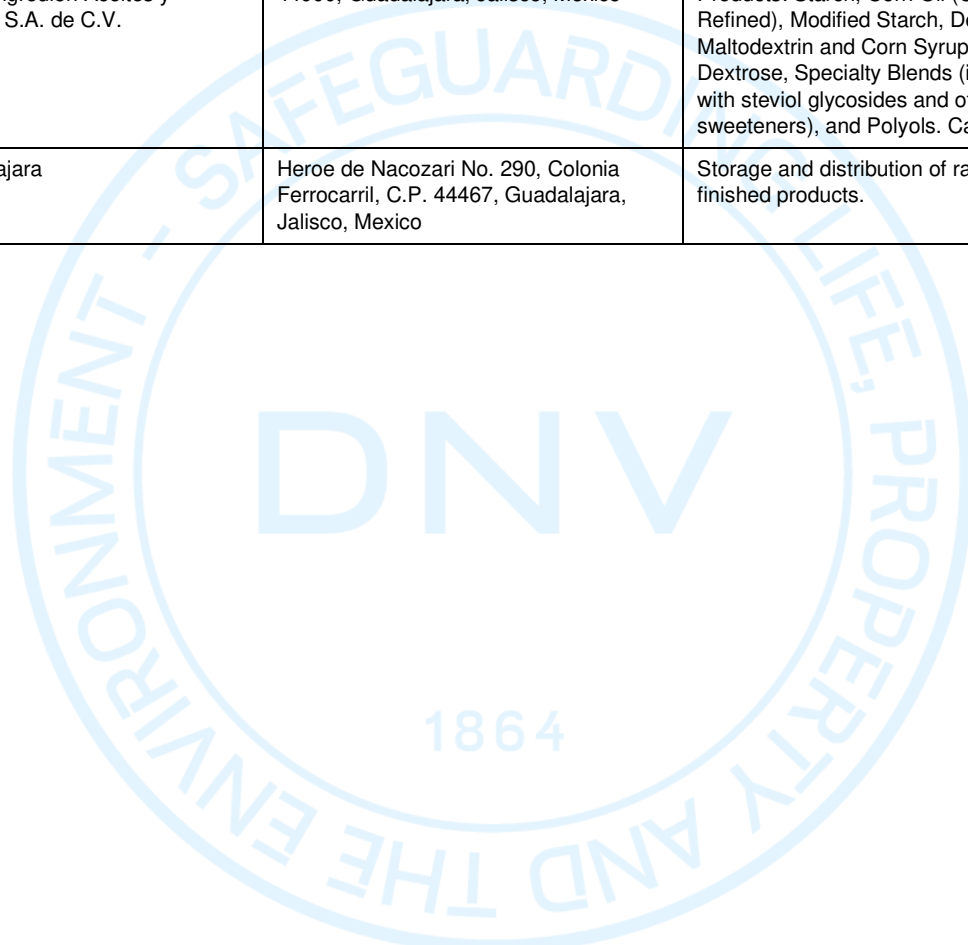 S.A. de C.V.
Refined), Modified Starch, De
Maltodextrin and Corn Syrup
Dextrose, Specialty Blends (i
with steviol glycosides and o
sweeteners), and Polyols. Ca
ajara
Heroe de Nacozari No. 290, Colonia
Ferrocarril, C.P. 44467, Guadalajara,
Jalisco, Mexico
Storage and distribution of ra
finished products.
SAFEGUARDING LIFE, PROPERTY AND THE ENVIRONMENT -
DNV
1864